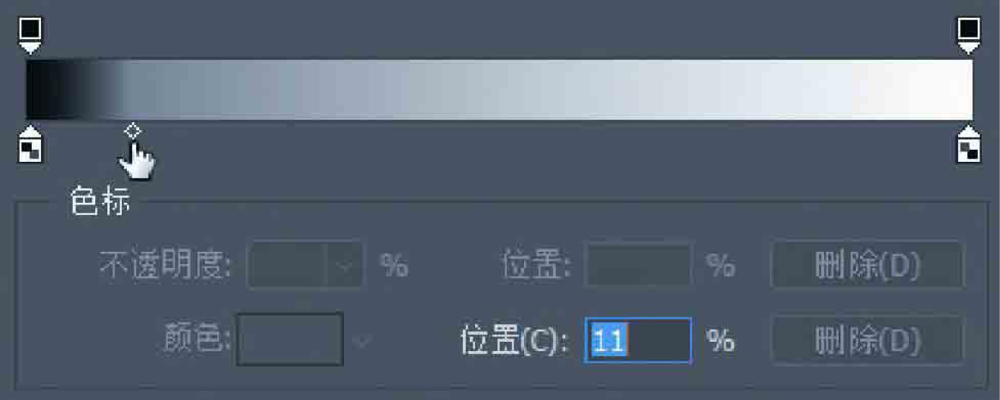 色标
不透明度: % 位置: % 删除(D)
颜色: 位置(C): 11 % 删除(D)